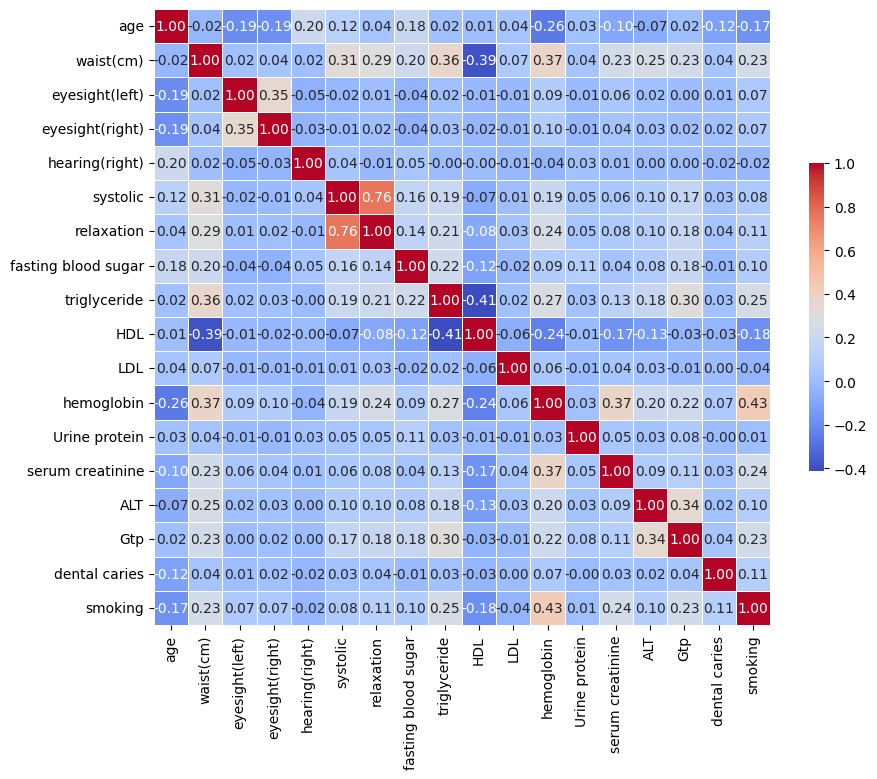 age 1.00 -0.02 -0.19 -0.19 0.20 0.12 0.04 0.18 0.02 0.01 0.04 -0.26 0.03 -0.10 -0.07 0.02 -0.12 -0.17
waist(cm) -0.02 1.00 0.02 0.04 0.02 0.31 0.29 0.20 0.36 -0.39 0.07 0.37 0.04 0.23 0.25 0.23 0.04 0.23
eyesight(left) -0.19 0.02 1.00 0.35 -0.05 -0.02 0.01 -0.04 0.02 -0.01 -0.01 0.09 -0.01 0.06 0.02 0.00 0.01 0.07
eyesight(right) -0.19 0.04 0.35 1.00 -0.03 -0.01 0.02 -0.04 0.03 -0.02 -0.01 0.10 -0.01 0.04 0.03 0.02 0.02 0.07
hearing(right) 0.20 0.02 -0.05 -0.03 1.00 0.04 -0.01 0.05 -0.00 -0.00 -0.01 -0.04 0.03 0.01 0.00 0.00 -0.02 -0.02
systolic 0.12 0.31 -0.02 -0.01 0.04 1.00 0.76 0.16 0.19 -0.07 0.01 0.19 0.05 0.06 0.10 0.17 0.03 0.08
relaxation 0.04 0.29 0.01 0.02 -0.01 0.76 1.00 0.14 0.21 -0.08 0.03 0.24 0.05 0.08 0.10 0.18 0.04 0.11
fasting blood sugar 0.18 0.20 -0.04 -0.04 0.05 0.16 0.14 1.00 0.22 -0.12 -0.02 0.09 0.11 0.04 0.08 0.18 -0.01 0.10
triglyceride 0.02 0.36 0.02 0.03 -0.00 0.19 0.21 0.22 1.00 -0.41 0.02 0.27 0.03 0.13 0.18 0.30 0.03 0.25
HDL 0.01 -0.39 -0.01 -0.02 -0.00 -0.07 -0.08 -0.12 -0.41 1.00 -0.06 -0.24 -0.01 -0.17 -0.13 -0.03 -0.03 -0.18
LDL 0.04 0.07 -0.01 -0.01 -0.01 0.01 0.03 -0.02 0.02 -0.06 1.00 0.06 -0.01 0.04 0.03 -0.01 0.00 -0.04
hemoglobin -0.26 0.37 0.09 0.10 -0.04 0.19 0.24 0.09 0.27 -0.24 0.06 1.00 0.03 0.37 0.20 0.22 0.07 0.43
Urine protein 0.03 0.04 -0.01 -0.01 0.03 0.05 0.05 0.11 0.03 -0.01 -0.01 0.03 1.00 0.05 0.03 0.08 -0.00 0.01
serum creatinine -0.10 0.23 0.06 0.04 0.01 0.06 0.08 0.04 0.13 -0.17 0.04 0.37 0.05 1.00 0.09 0.11 0.03 0.24
ALT -0.07 0.25 0.02 0.03 0.00 0.10 0.10 0.08 0.18 -0.13 0.03 0.20 0.03 0.09 1.00 0.34 0.02 0.10
Gtp 0.02 0.23 0.00 0.02 0.00 0.17 0.18 0.18 0.30 -0.03 -0.01 0.22 0.08 0.11 0.34 1.00 0.04 0.23
dental caries -0.12 0.04 0.01 0.02 -0.02 0.03 0.04 -0.01 0.03 -0.03 0.00 0.07 -0.00 0.03 0.02 0.04 1.00 0.11
smoking -0.17 0.23 0.07 0.07 -0.02 0.08 0.11 0.10 0.25 -0.18 -0.04 0.43 0.01 0.24 0.10 0.23 0.11 1.00
age
waist(cm)
eyesight(left)
eyesight(right)
hearing(right)
systolic
relaxation
fasting blood sugar
triglyceride
HDL
LDL
hemoglobin
Urine protein
serum creatinine
ALT
Gtp
dental caries
smoking
1.0
0.8
0.6
0.4
0.2
0.0
−0.2
−0.4